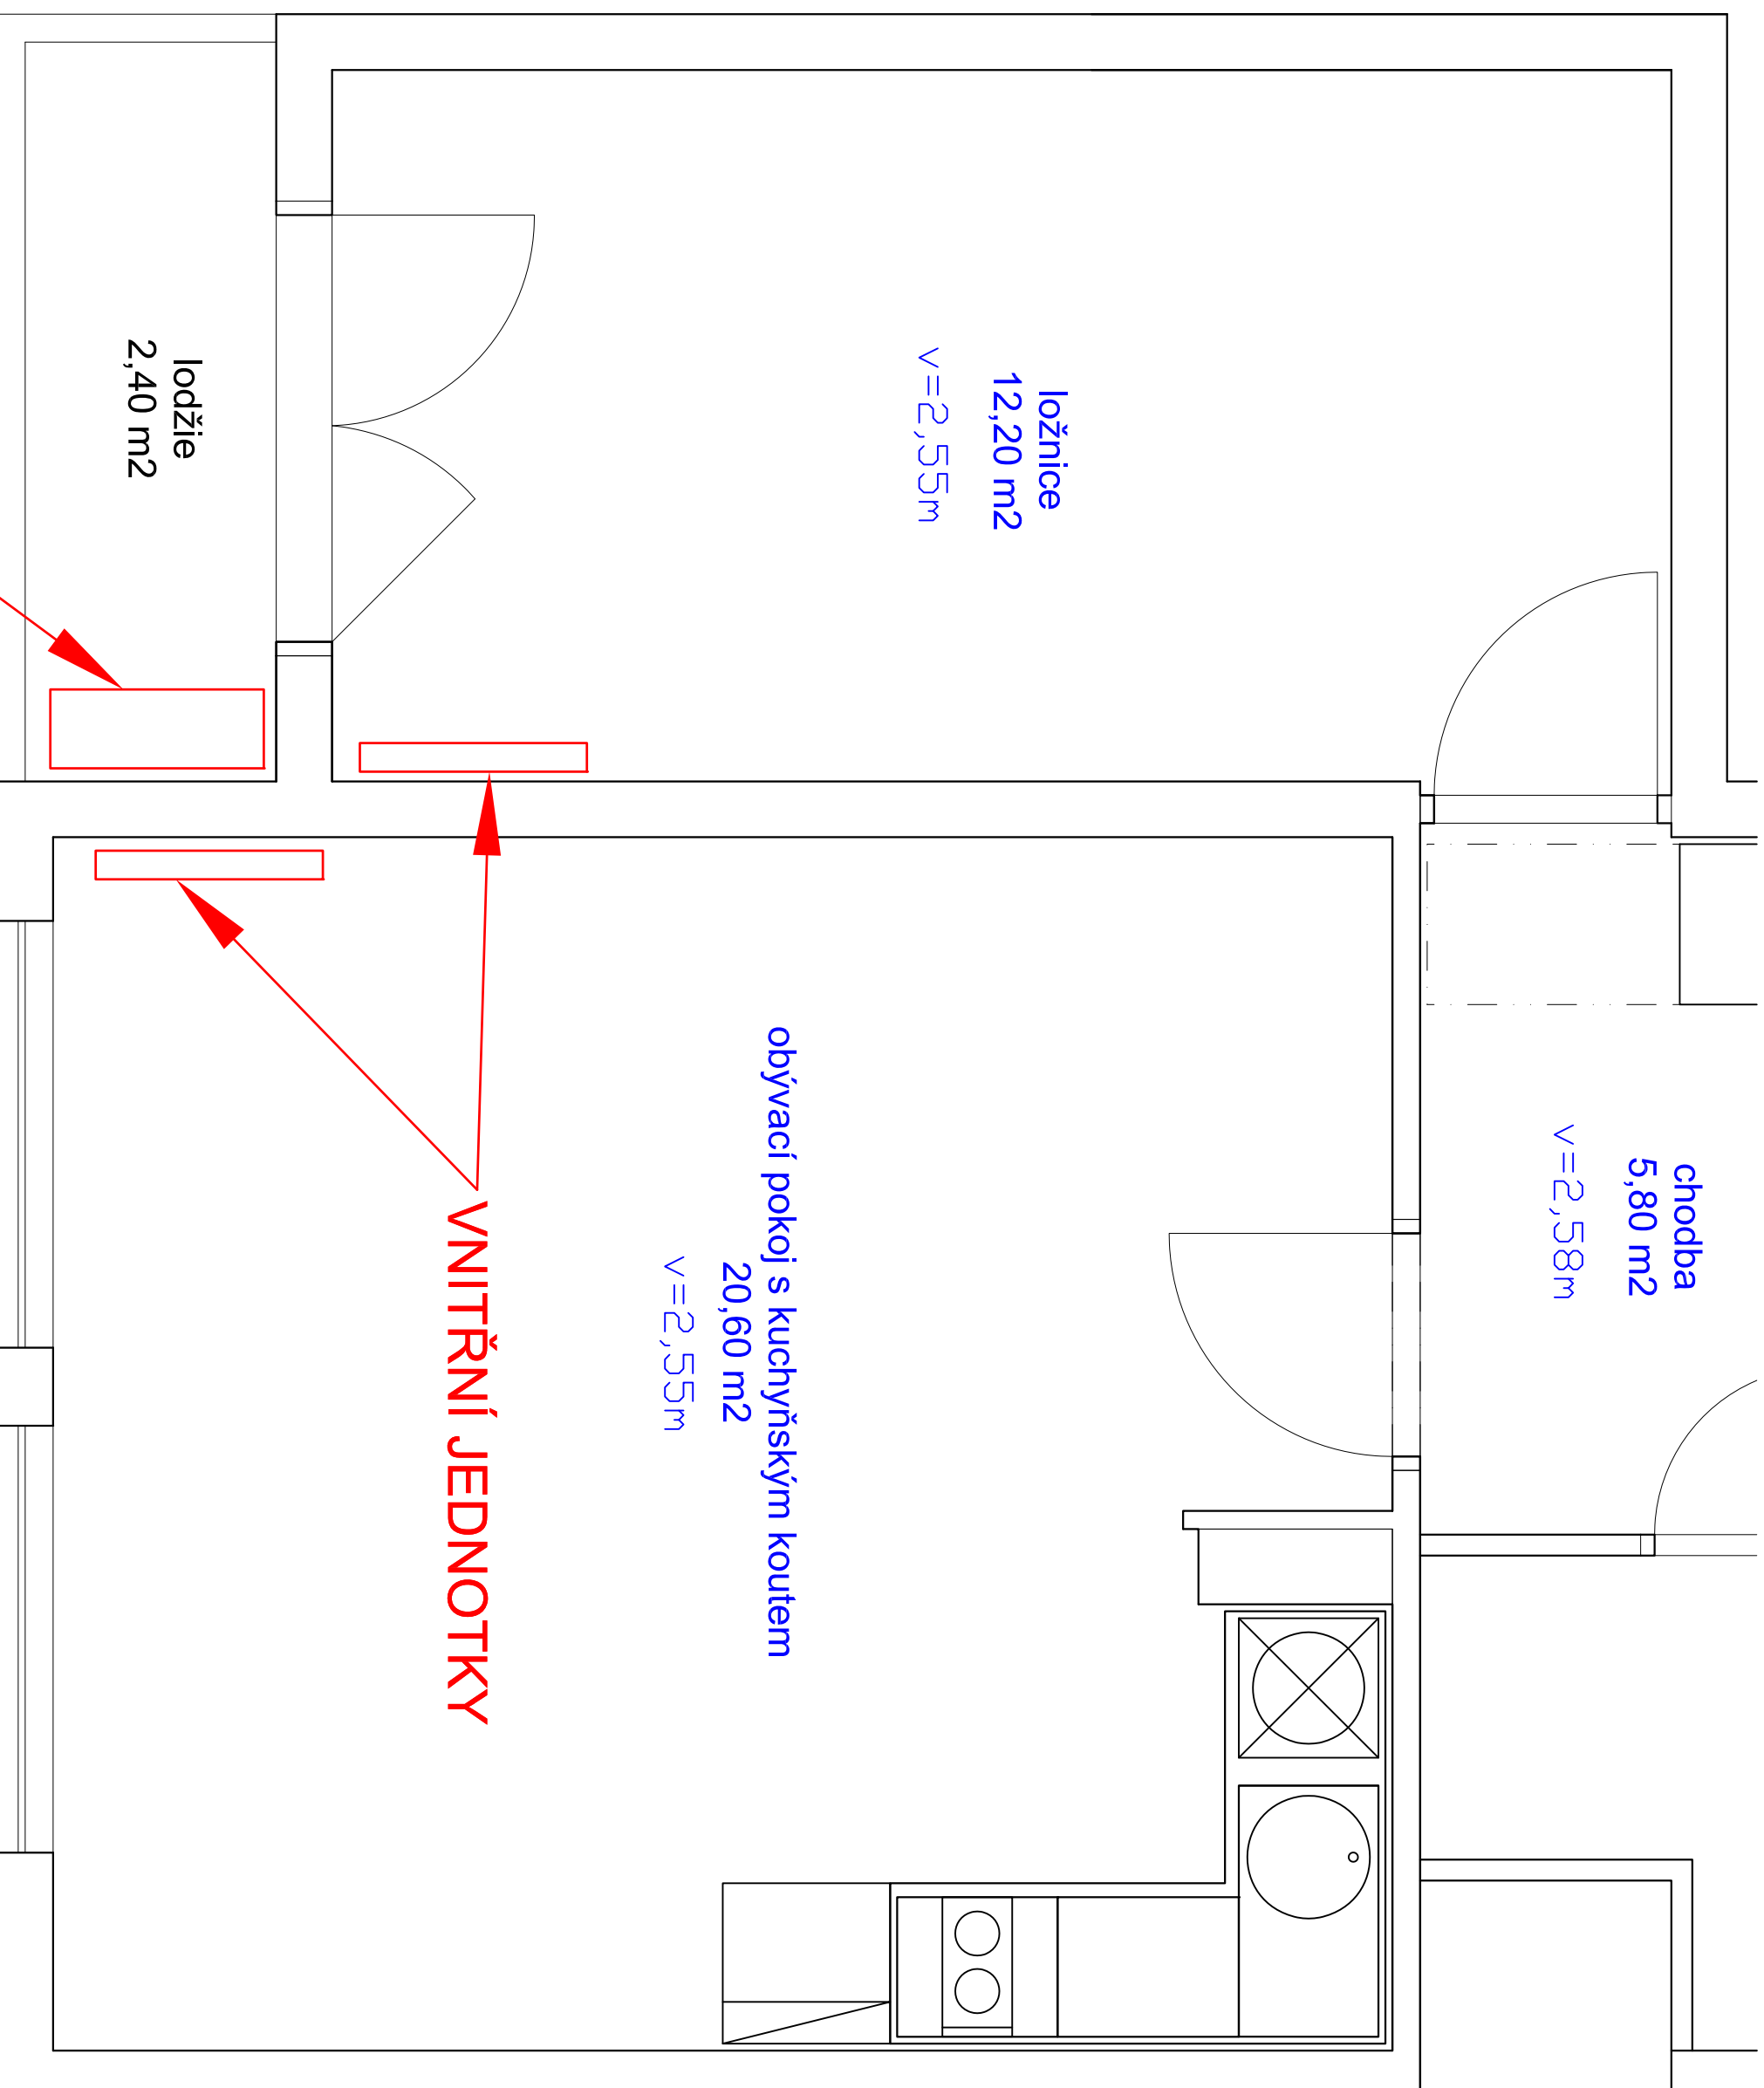 ložnice
12,20 m2
v=2,55m
lodžie
2,40 m2
chodba
5,80 m2
v=2,58m
obývací pokoj s kuchyňským koutem
20,60 m2
v=2,55m
VNITŘNÍ JEDNOTKY